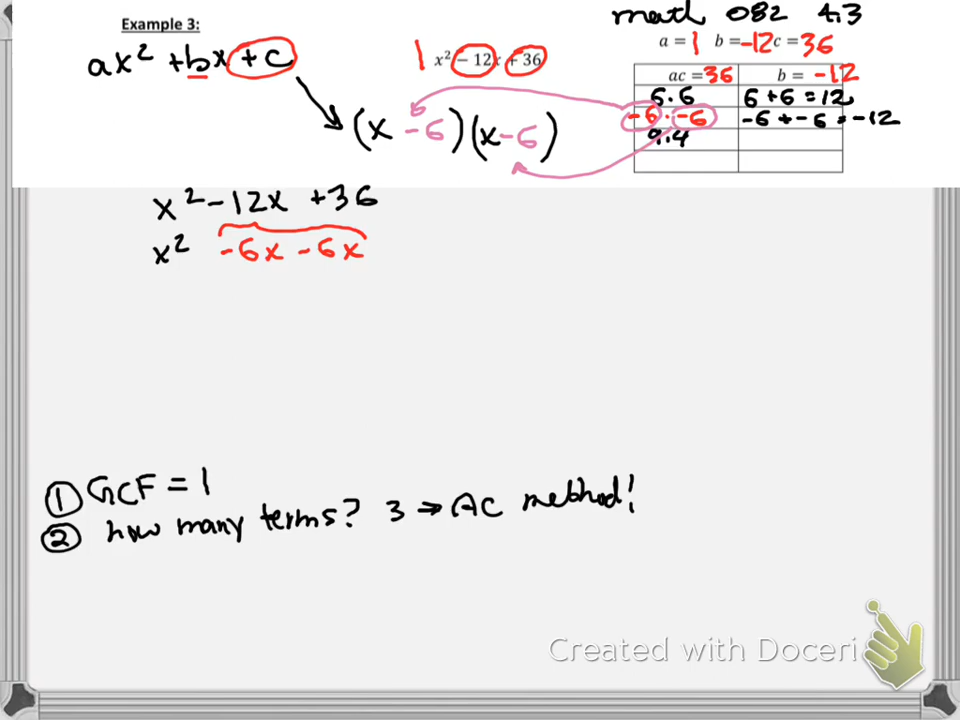 math 082 4.3
Example 3:
ax² + bx + c
1 x² − 12x + 36
a = 1 b = -12 c = 36
ac = 36 b = -12
6·6 6+6=12
-6·-6 -6+-6=-12
9·4
(x -6)(x -6)
x² -12x +36
x² -6x -6x
① GCF = 1
② how many terms? 3 → AC method!
Created with Doceri